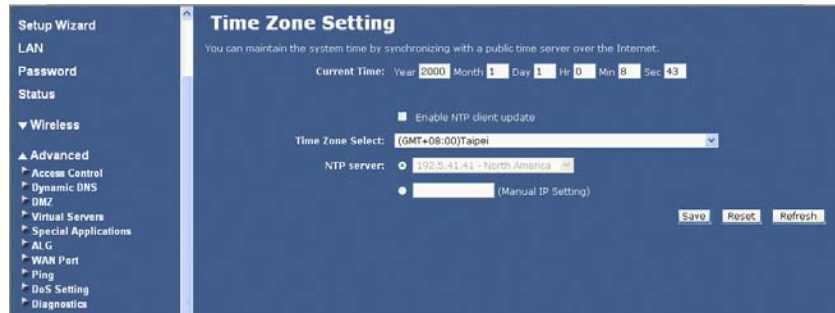 Setup Wizard
LAN
Password
Status
Wireless
Advanced
Access Control
Dynamic DNS
DMZ
Virtual Servers
Special Applications
ALG
WAN Port
Ping
DoS Setting
Diagnostics
Time Zone Setting
You can maintain the system time by synchronizing with a public time server over the Internet.
Current Time: Year 2000 Month 1 Day 1 Hr 0 Min 8 Sec 43
Enable NTP client update
Time Zone Select: (GMT+08:00)Taipei
NTP server: 192.5.41.41 - North America
(Manual IP Setting)
Save Reset Refresh